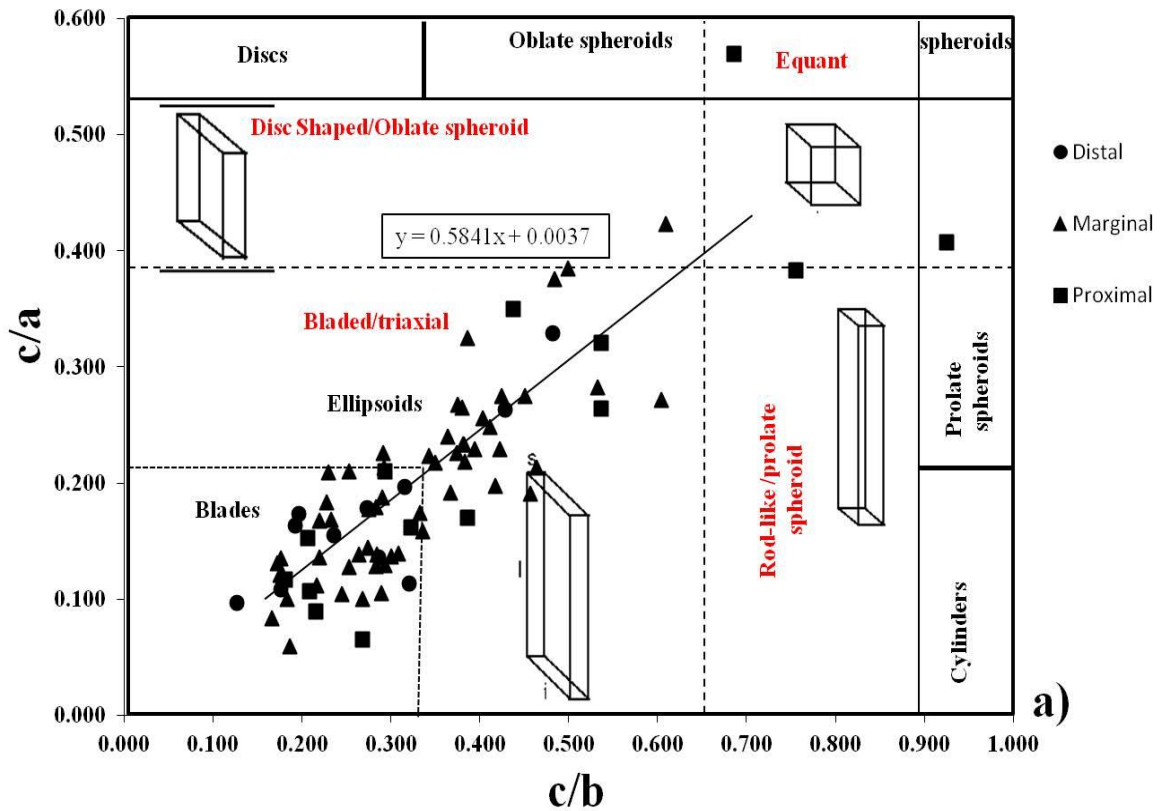 0.600
0.500
0.400
0.300
0.200
0.100
0.000
c/a
Discs
Oblate spheroids
Equant
spheroids
Disc Shaped/Oblate spheroid
y = 0.5841x + 0.0037
Bladed/triaxial
Ellipsoids
Blades
s
l
i
Rod-like /prolate
spheroid
Prolate
spheroids
Cylinders
Distal
Marginal
Proximal
a)
0.000 0.100 0.200 0.300 0.400 0.500 0.600 0.700 0.800 0.900 1.000
c/b